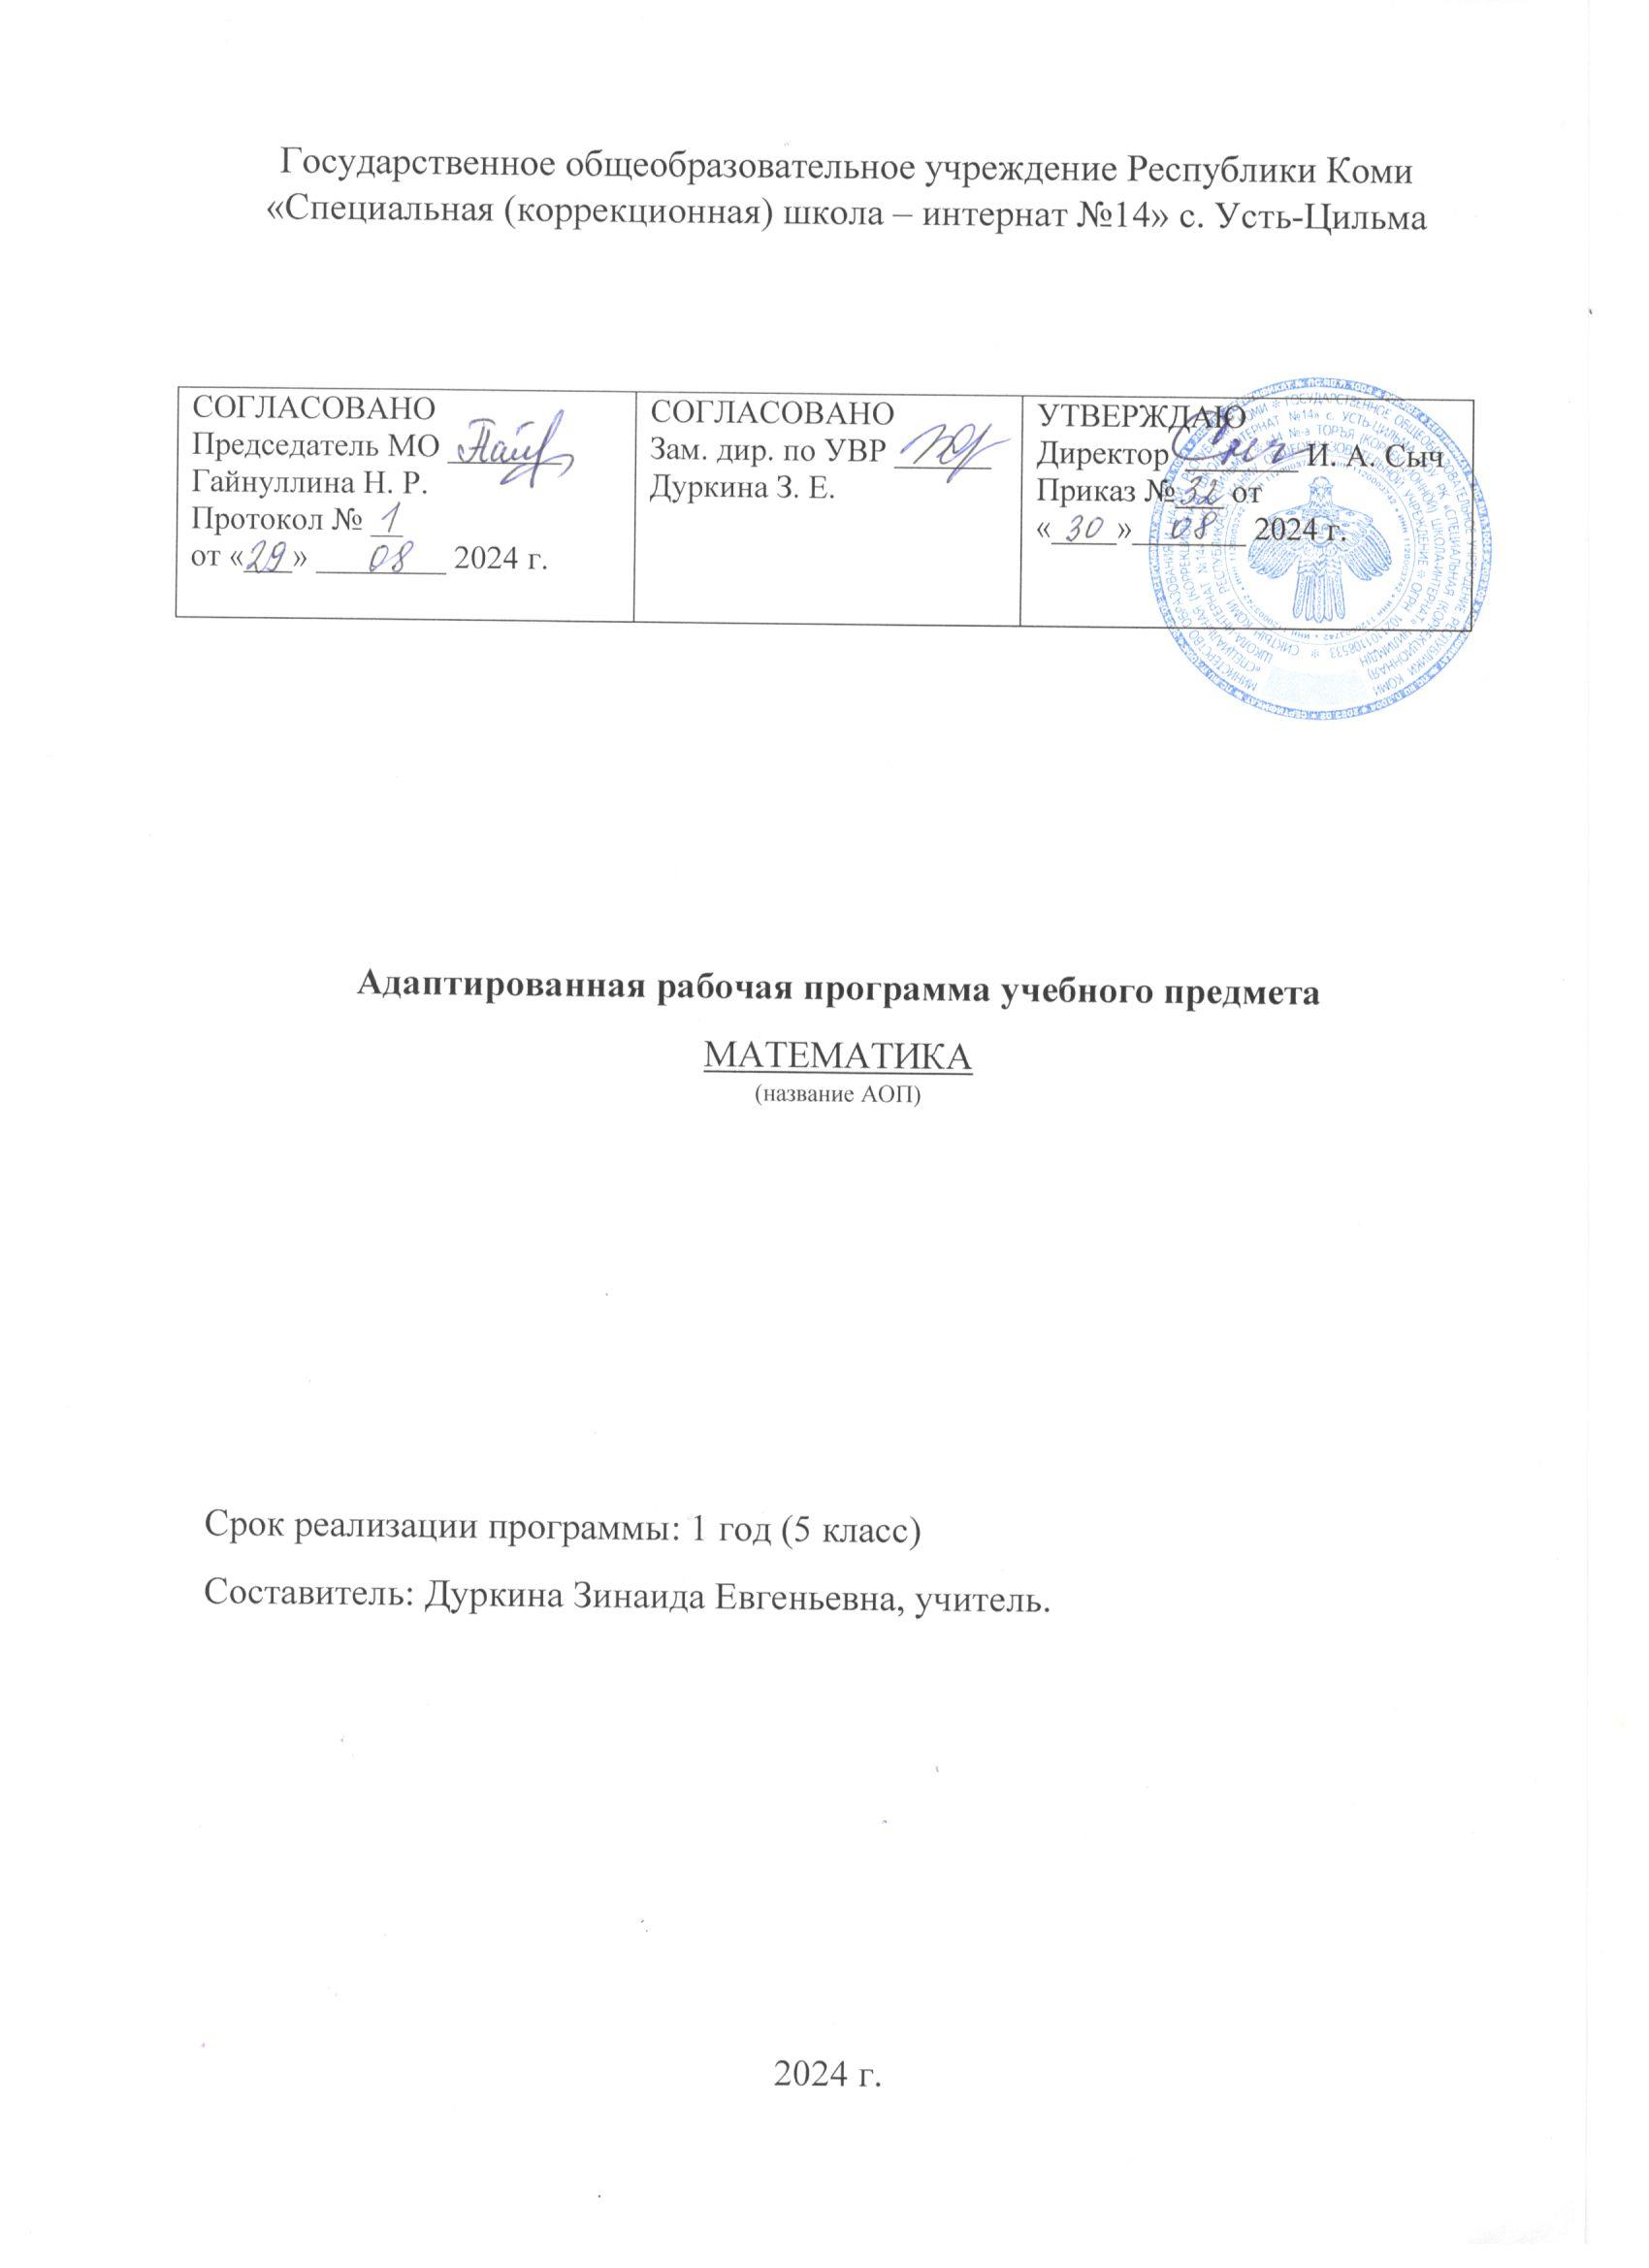 Государственное общеобразовательное учреждение Республики Коми
«Специальная (коррекционная) школа – интернат №14» с. Усть-Цильма
СОГЛАСОВАНО
Председатель МО
Гайнуллина Н. Р.
Протокол № 1
от «29» 08 2024 г.
СОГЛАСОВАНО
Зам. дир. по УВР
Дуркина З. Е.
УТВЕРЖДАЮ
Директор И. А. Сыч
Приказ № 32 от
«30» 08 2024 г.
Адаптированная рабочая программа учебного предмета
МАТЕМАТИКА
(название АОП)
Срок реализации программы: 1 год (5 класс)
Составитель: Дуркина Зинаида Евгеньевна, учитель.
2024 г.